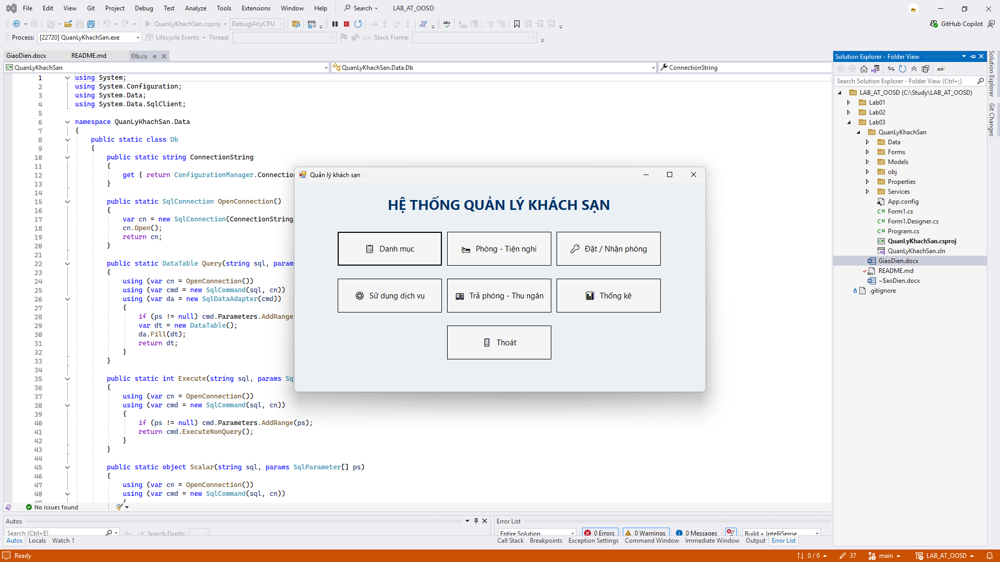 File Edit View Git Project Debug Test Analyze Tools Extensions Window Help Search LAB_AT_OOSD
QuanLyKhachSan.csproj Debug|AnyCPU GitHub Copilot
Process: [22720] QuanLyKhachSan.exe Lifecycle Events Thread: Stack Frame:
GiaoDien.docx README.md Db.cs
QuanLyKhachSan QuanLyKhachSan.Data.Db ConnectionString
1 using System;
2 using System.Configuration;
3 using System.Data;
4 using System.Data.SqlClient;
5
6 namespace QuanLyKhachSan.Data
7 {
8 public static class Db
9 {
10 public static string ConnectionString
11 {
12 get { return ConfigurationManager.Connection
13 }
14
15 public static SqlConnection OpenConnection()
16 {
17 var cn = new SqlConnection(ConnectionString)
18 cn.Open();
19 return cn;
20 }
21
22 public static DataTable Query(string sql, params
23 {
24 using (var cn = OpenConnection())
25 using (var cmd = new SqlCommand(sql, cn))
26 using (var da = new SqlDataAdapter(cmd))
27 {
28 if (ps != null) cmd.Parameters.AddRange(
29 var dt = new DataTable();
30 da.Fill(dt);
31 return dt;
32 }
33 }
34
35 public static int Execute(string sql, params Sq
36 {
37 using (var cn = OpenConnection())
38 using (var cmd = new SqlCommand(sql, cn))
39 {
40 if (ps != null) cmd.Parameters.AddRange(ps);
41 return cmd.ExecuteNonQuery();
42 }
43 }
44
45 public static object Scalar(string sql, params SqlParameter[] ps)
46 {
47 using (var cn = OpenConnection())
48 using (var cmd = new SqlCommand(sql, cn))
49 {
No issues found
Quản lý khách sạn
HỆ THỐNG QUẢN LÝ KHÁCH SẠN
Danh mục
Phòng - Tiện nghi
Đặt / Nhận phòng
Sử dụng dịch vụ
Trả phòng - Thu ngân
Thống kê
Thoát
Solution Explorer - Folder View
Search Solution Explorer - Folder View (Ctrl+;)
LAB_AT_OOSD (C:\Study\LAB_AT_OOSD)
Lab01
Lab02
Lab03
QuanLyKhachSan
Data
Forms
Models
obj
Properties
Services
App.config
C# Form1.cs
C# Form1.Designer.cs
C# Program.cs
QuanLyKhachSan.csproj
QuanLyKhachSan.sln
GiaoDien.docx
README.md
~$aoDien.docx
.gitignore
Solution Explorer
Git Changes
Autos
Search (Ctrl+E) Search Depth:
Autos Locals Watch 1
Error List
Entire Solution 0 Errors 0 Warnings 0 Messages Build + IntelliSense
Call Stack Breakpoints Exception Settings Command Window Immediate Window Output Error List
Ready 0 / 0 37 main LAB_AT_OOSD